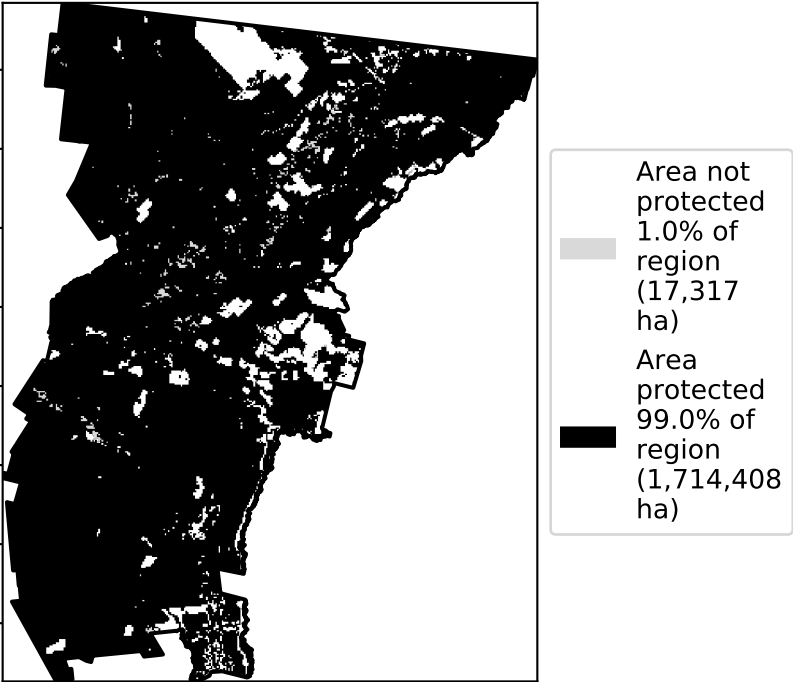 Area not
protected
1.0% of
region
(17,317
ha)
Area
protected
99.0% of
region
(1,714,408
ha)